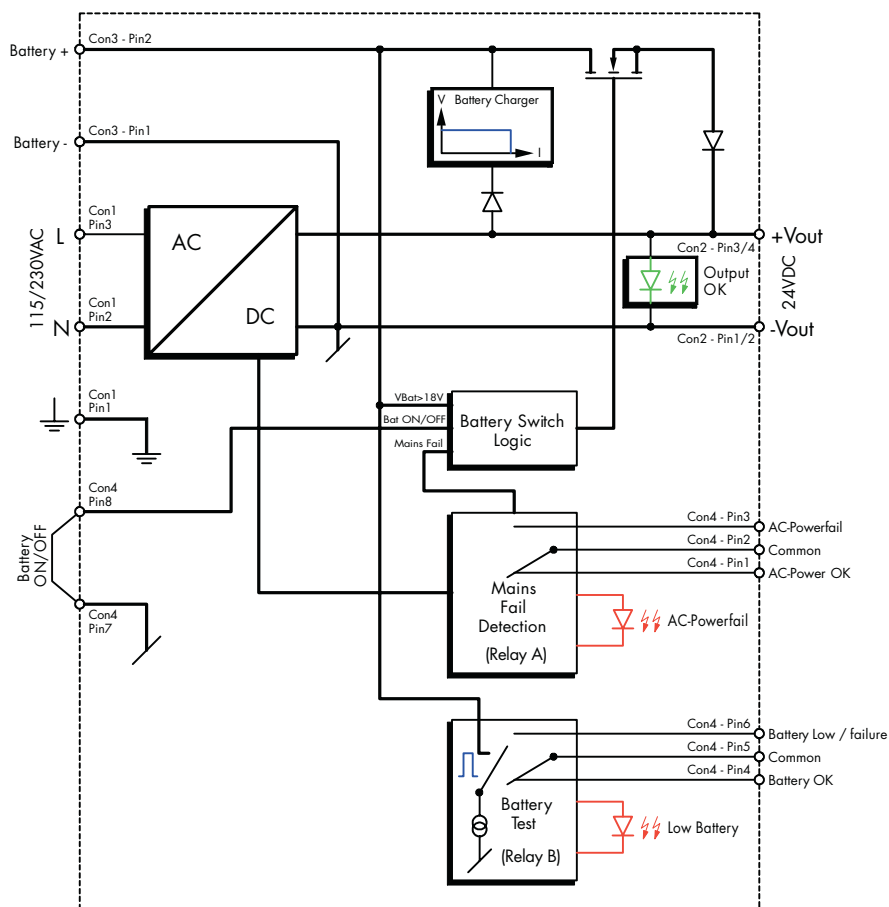 Battery +
Con3 - Pin2
Battery Charger
V
I
Battery -
Con3 - Pin1
115/230VAC
L
Con1
Pin3
AC
DC
N
Con1
Pin2
+Vout
Con2 - Pin3/4
24VDC
Output
OK
-Vout
Con2 - Pin1/2
Con1
Pin1
VBat>18V
Bat ON/OFF
Mains Fail
Battery Switch
Logic
Battery
ON/OFF
Con4
Pin8
Con4
Pin7
Con4 - Pin3
AC-Powerfail
Con4 - Pin2
Common
Con4 - Pin1
AC-Power OK
Mains
Fail
Detection
(Relay A)
AC-Powerfail
Con4 - Pin6
Battery Low / failure
Con4 - Pin5
Common
Con4 - Pin4
Battery OK
Battery
Test
(Relay B)
Low Battery